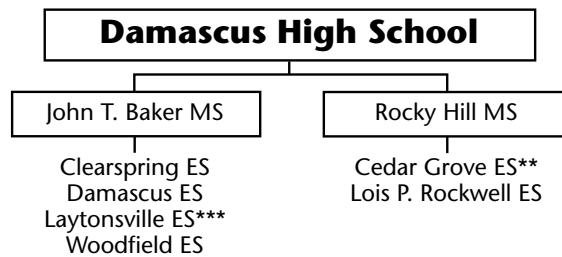 Damascus High School
John T. Baker MS
Rocky Hill MS
Clearspring ES
Damascus ES
Laytonsville ES***
Woodfield ES
Cedar Grove ES**
Lois P. Rockwell ES